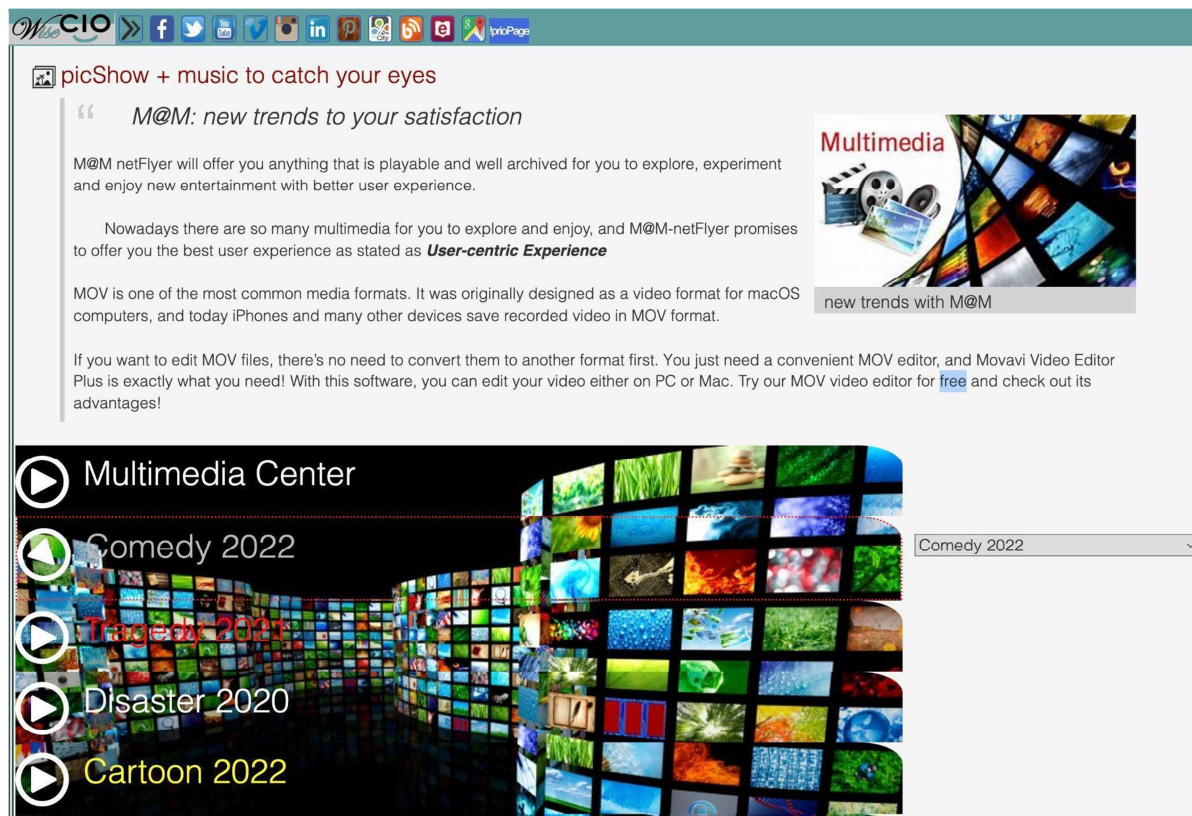 WiseCIO
You
Tube
in
City
!prioPage
picShow + music to catch your eyes
“ M@M: new trends to your satisfaction
M@M netFlyer will offer you anything that is playable and well archived for you to explore, experiment
and enjoy new entertainment with better user experience.
Nowadays there are so many multimedia for you to explore and enjoy, and M@M-netFlyer promises
to offer you the best user experience as stated as User-centric Experience
MOV is one of the most common media formats. It was originally designed as a video format for macOS
computers, and today iPhones and many other devices save recorded video in MOV format.
Multimedia
new trends with M@M
If you want to edit MOV files, there's no need to convert them to another format first. You just need a convenient MOV editor, and Movavi Video Editor
Plus is exactly what you need! With this software, you can edit your video either on PC or Mac. Try our MOV video editor for free and check out its
advantages!
Multimedia Center
Comedy 2022
Comedy 2022
Tragedy 2021
Disaster 2020
Cartoon 2022